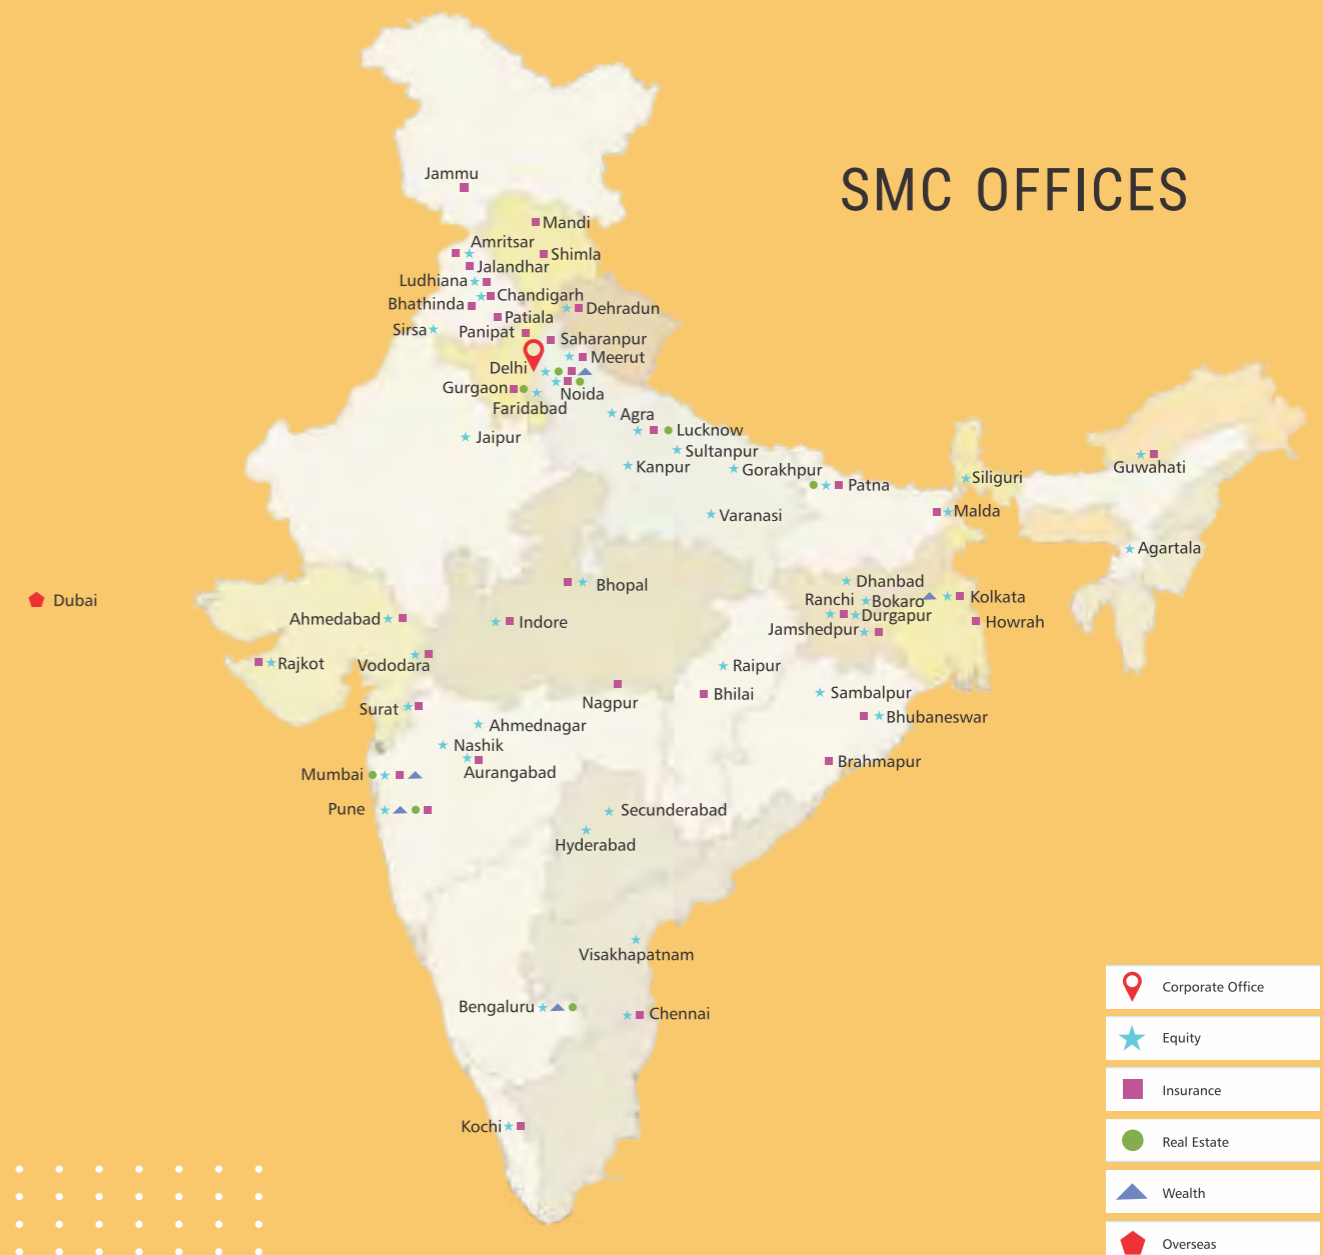 SMC OFFICES
Jammu
Mandi
Amritsar
Shimla
Jalandhar
Ludhiana
Chandigarh
Bhathinda
Dehradun
Patiala
Sirsa
Panipat
Saharanpur
Meerut
Delhi
Gurgaon
Noida
Faridabad
Agra
Lucknow
Jaipur
Sultanpur
Kanpur
Gorakhpur
Guwahati
Siliguri
Patna
Malda
Varanasi
Agartala
Dhanbad
Bhopal
Dubai
Ranchi
Bokaro
Kolkata
Ahmedabad
Indore
Durgapur
Howrah
Jamshedpur
Rajkot
Vododara
Raipur
Sambalpur
Bhilai
Nagpur
Surat
Bhubaneswar
Ahmednagar
Nashik
Brahmapur
Aurangabad
Mumbai
Pune
Secunderabad
Hyderabad
Visakhapatnam
Bengaluru
Chennai
Kochi
Corporate Office
Equity
Insurance
Real Estate
Wealth
Overseas